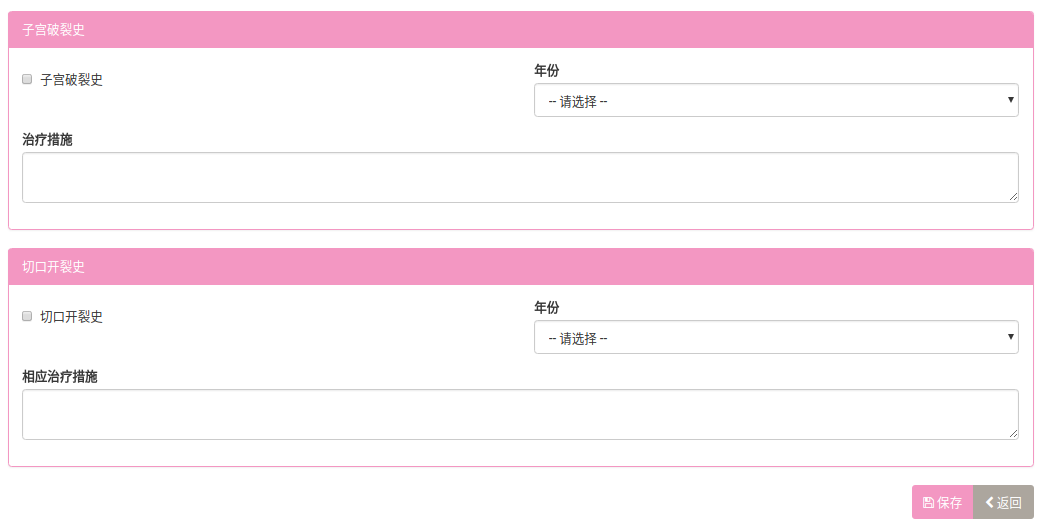 子宫破裂史
子宫破裂史
年份
-- 请选择 --
治疗措施
切口开裂史
切口开裂史
年份
-- 请选择 --
相应治疗措施
保存
返回